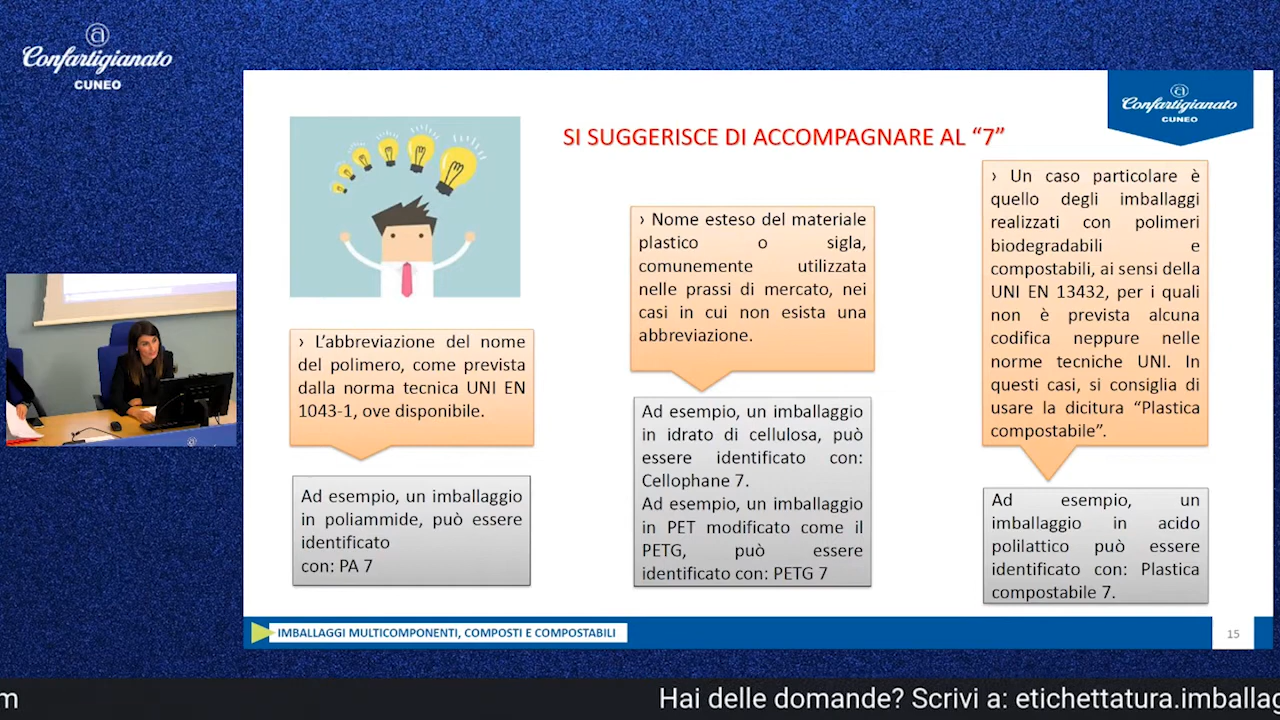 a
Confartigianato
CUNEO
a
Confartigianato
CUNEO
SI SUGGERISCE DI ACCOMPAGNARE AL “7”
› L’abbreviazione del nome
del polimero, come prevista
dalla norma tecnica UNI EN
1043-1, ove disponibile.
Ad esempio, un imballaggio
in poliammide, può essere
identificato
con: PA 7
› Nome esteso del materiale
plastico o sigla,
comunemente utilizzata
nelle prassi di mercato, nei
casi in cui non esista una
abbreviazione.
Ad esempio, un imballaggio
in idrato di cellulosa, può
essere identificato con:
Cellophane 7.
Ad esempio, un imballaggio
in PET modificato come il
PETG, può essere
identificato con: PETG 7
› Un caso particolare è
quello degli imballaggi
realizzati con polimeri
biodegradabili e
compostabili, ai sensi della
UNI EN 13432, per i quali
non è prevista alcuna
codifica neppure nelle
norme tecniche UNI. In
questi casi, si consiglia di
usare la dicitura “Plastica
compostabile”.
Ad esempio, un
imballaggio in acido
polilattico può essere
identificato con: Plastica
compostabile 7.
IMBALLAGGI MULTICOMPONENTI, COMPOSTI E COMPOSTABILI
15
m
Hai delle domande? Scrivi a: etichettatura.imballag